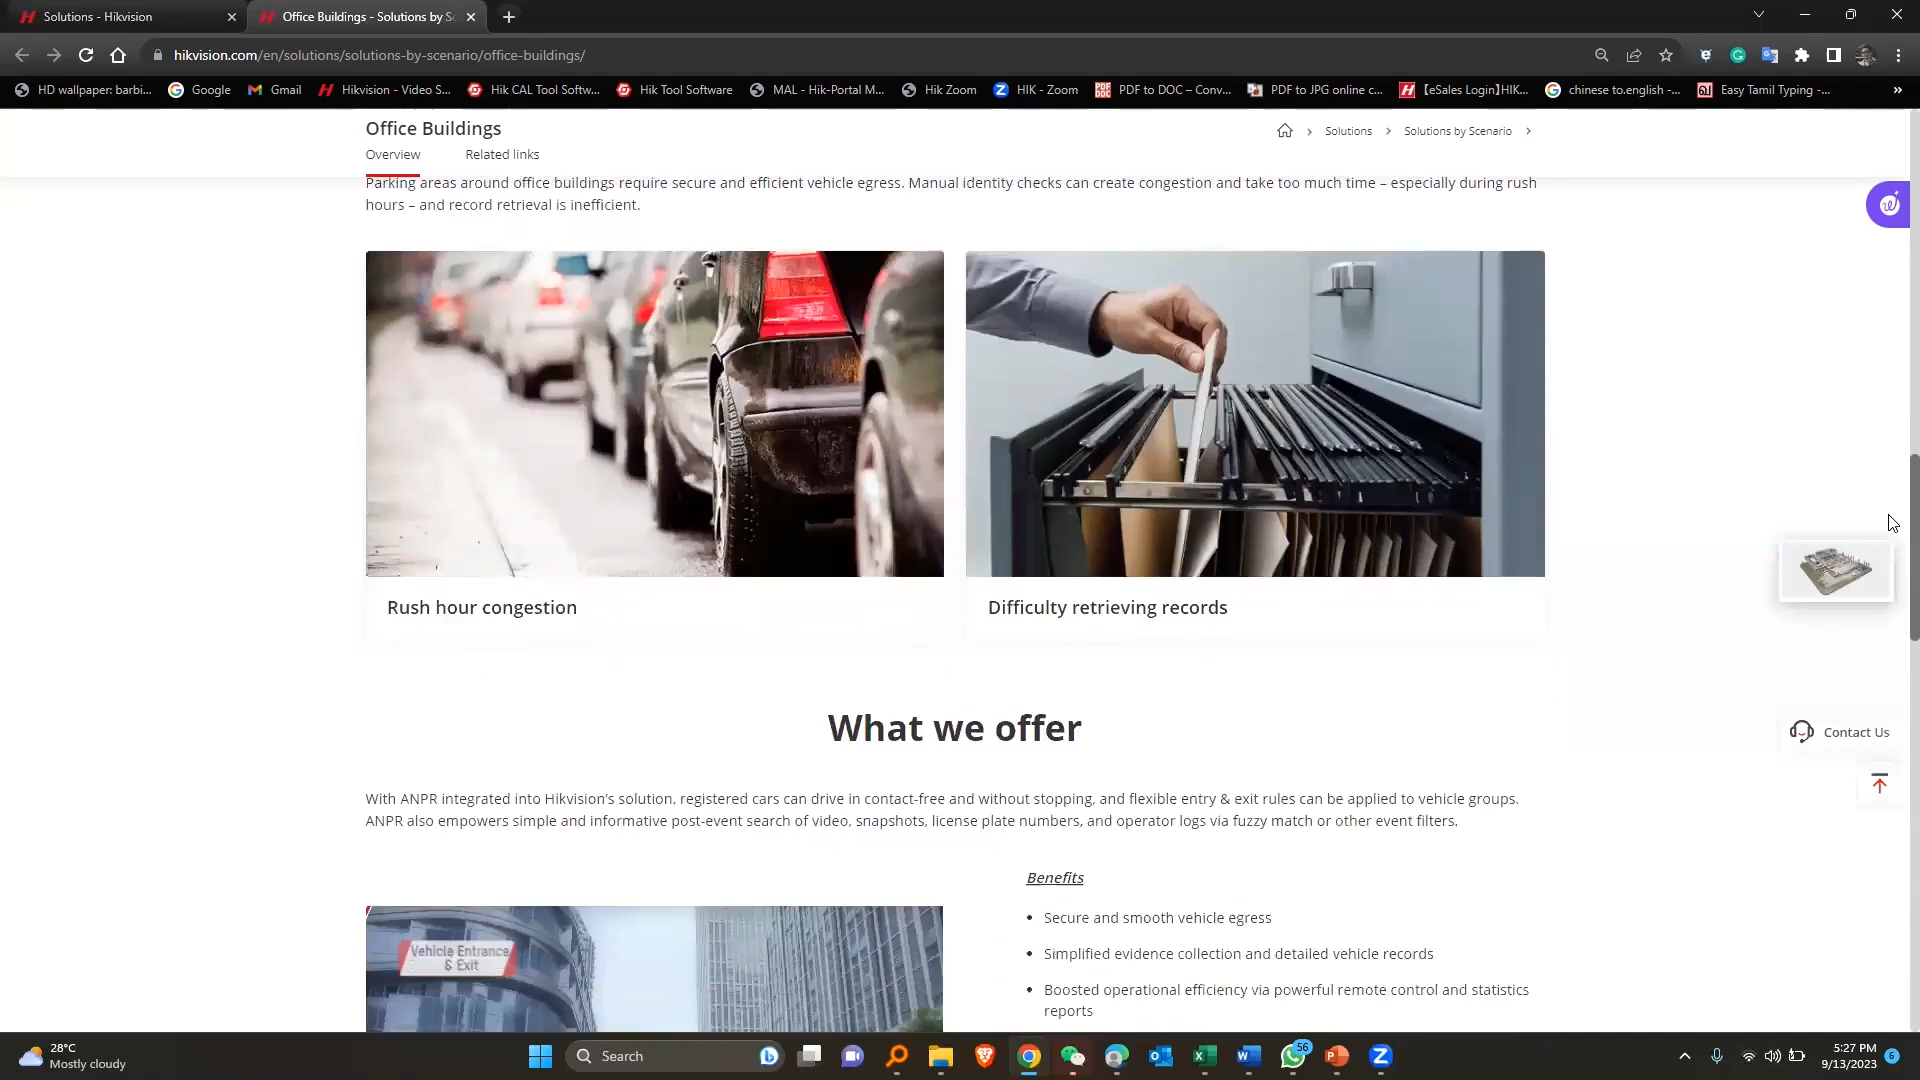 Solutions - Hikvision
Office Buildings - Solutions by Sc
hikvision.com/en/solutions/solutions-by-scenario/office-buildings/
HD wallpaper: barbi...
Google
Gmail
Hikvision - Video S...
Hik CAL Tool Softw...
Hik Tool Software
MAL - Hik-Portal M...
Hik Zoom
HIK - Zoom
PDF to DOC – Conv...
PDF to JPG online c...
【eSales Login】HIK...
chinese to.english -...
Easy Tamil Typing -...
»
Office Buildings
Solutions
Solutions by Scenario
Overview
Related links
Parking areas around office buildings require secure and efficient vehicle egress. Manual identity checks can create congestion and take too much time – especially during rush
hours – and record retrieval is inefficient.
Rush hour congestion
Difficulty retrieving records
What we offer
Contact Us
With ANPR integrated into Hikvision’s solution, registered cars can drive in contact-free and without stopping, and flexible entry & exit rules can be applied to vehicle groups.
ANPR also empowers simple and informative post-event search of video, snapshots, license plate numbers, and operator logs via fuzzy match or other event filters.
Benefits
• Secure and smooth vehicle egress
• Simplified evidence collection and detailed vehicle records
• Boosted operational efficiency via powerful remote control and statistics
reports
Vehicle Entrance
& Exit
28°C
Mostly cloudy
Search
56
5:27 PM
9/13/2023
6